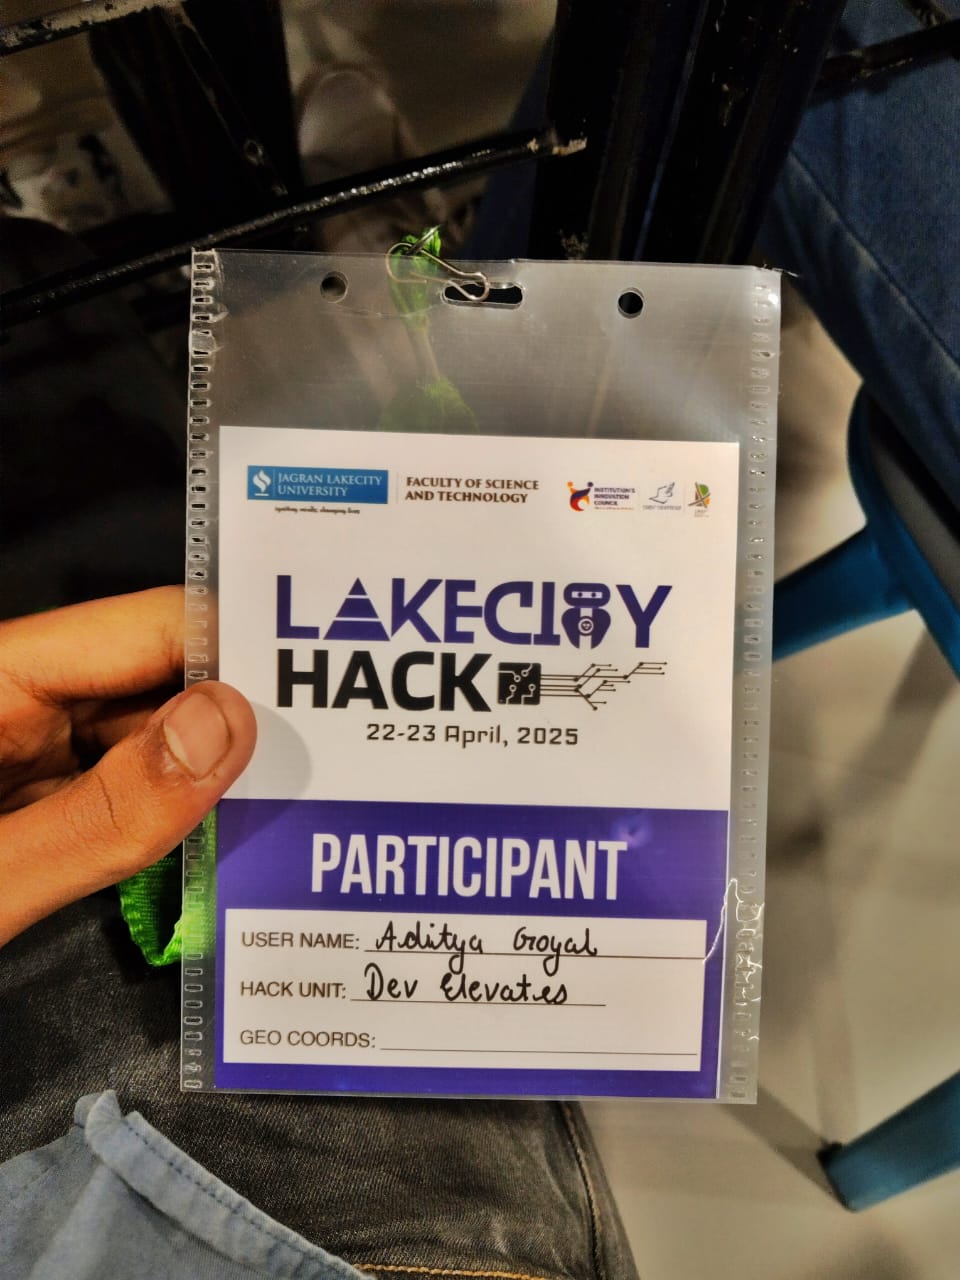 JAGRAN LAKECITY
UNIVERSITY
FACULTY OF SCIENCE
AND TECHNOLOGY
INSTITUTION'S
INNOVATION
COUNCIL
LAKECITY
HACK
22-23 April, 2025
PARTICIPANT
USER NAME: Aditya Goyal
HACK UNIT: Dev Elevates
GEO COORDS: